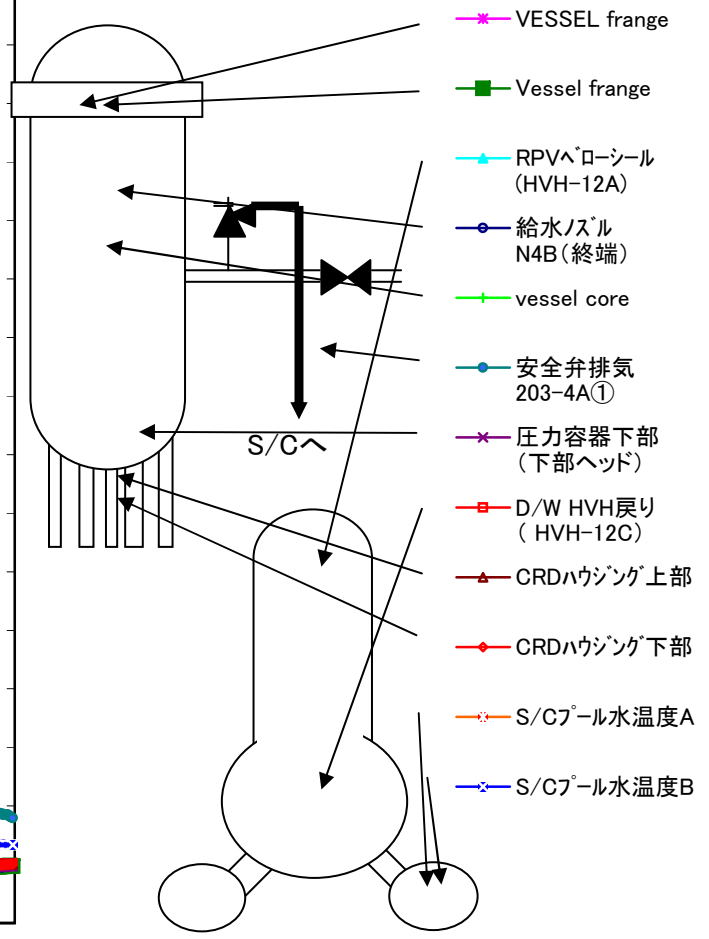 VESSEL frange
Vessel frange
RPVベローシール
(HVH-12A)
給水ノズル
N4B(終端)
vessel core
安全弁排気
203-4A①
圧力容器下部
(下部ヘッド)
D/W HVH戻り
( HVH-12C)
CRDハウジング上部
CRDハウジング下部
S/Cプール水温度A
S/Cプール水温度B
S/Cへ